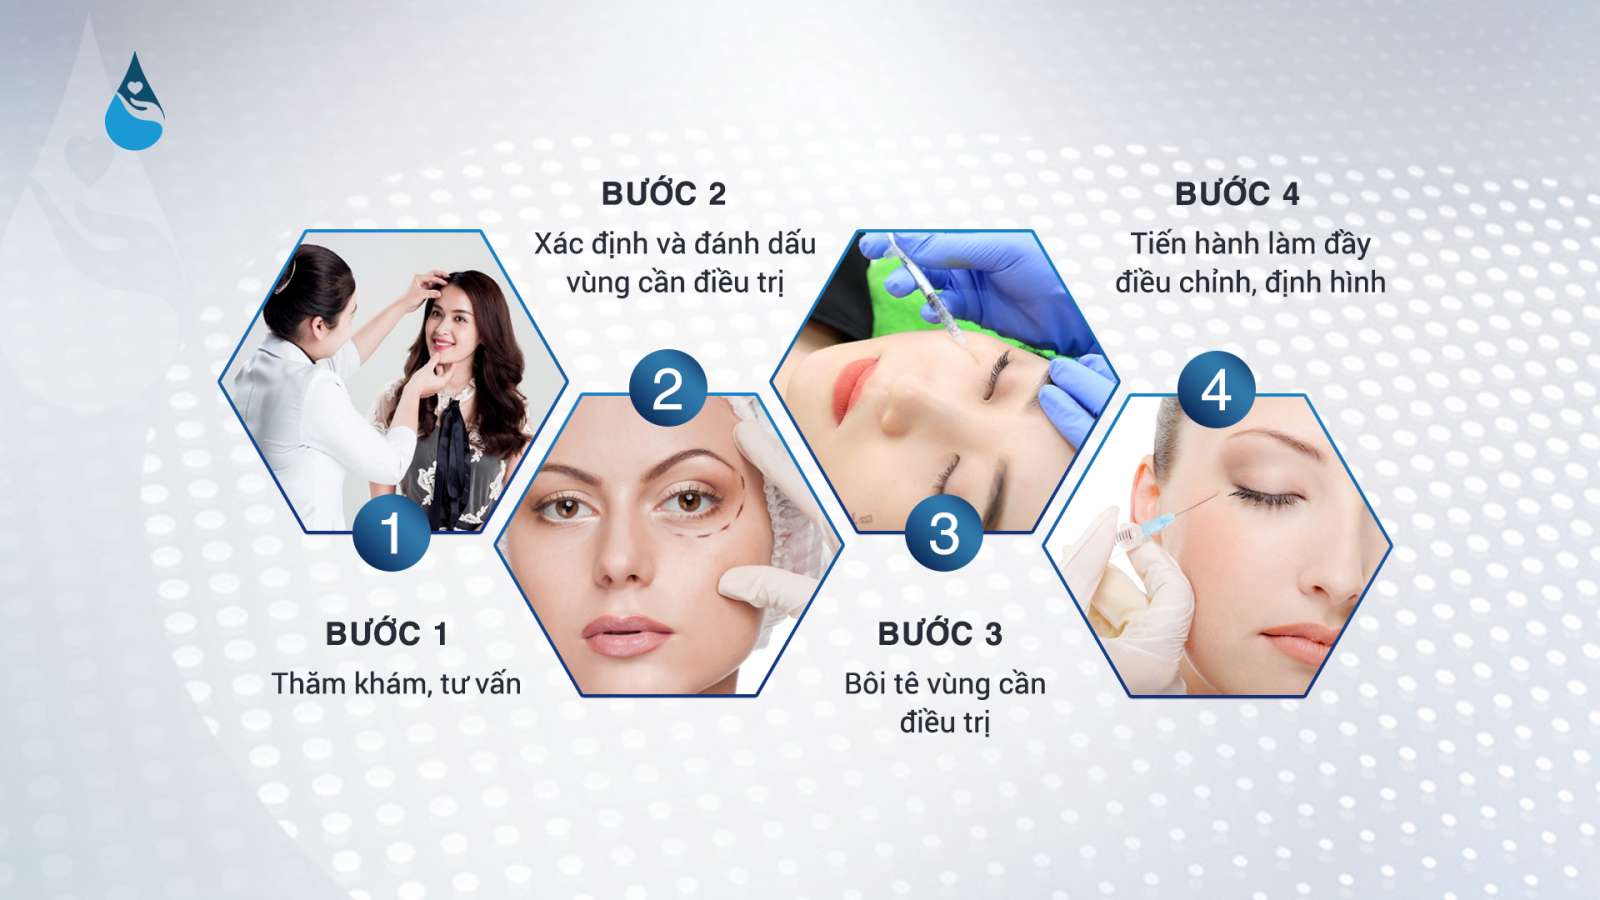 1
BƯỚC 1
Thăm khám, tư vấn
BƯỚC 2
Xác định và đánh dấu
vùng cần điều trị
2
3
BƯỚC 3
Bôi tê vùng cần
điều trị
BƯỚC 4
Tiến hành làm đầy
điều chỉnh, định hình
4